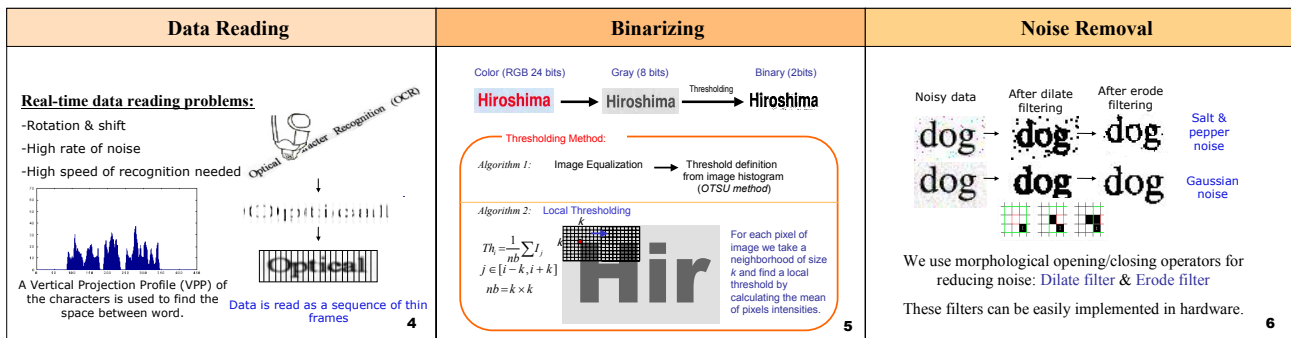 Data Reading
Real-time data reading problems:
-Rotation & shift
-High rate of noise
-High speed of recognition needed
Optical Character Recognition (OCR)
Optical
A Vertical Projection Profile (VPP) of
the characters is used to find the
space between word.
Data is read as a sequence of thin
frames
4
Binarizing
Color (RGB 24 bits) Gray (8 bits) Binary (2bits)
Hiroshima Hiroshima Thresholding Hiroshima
Thresholding Method:
Algorithm 1: Image Equalization Threshold definition
from image histogram
(OTSU method)
Algorithm 2: Local Thresholding
k
k
Hir
Th_i = 1/nb ∑ I_j
j ∈ [i − k, i + k]
nb = k × k
For each pixel of
image we take a
neighborhood of size
k and find a local
threshold by
calculating the mean
of pixels intensities.
5
Noise Removal
Noisy data After dilate
filtering After erode
filtering
dog dog dog Salt &
pepper
noise
dog dog dog Gaussian
noise
We use morphological opening/closing operators for
reducing noise: Dilate filter & Erode filter
These filters can be easily implemented in hardware.
6